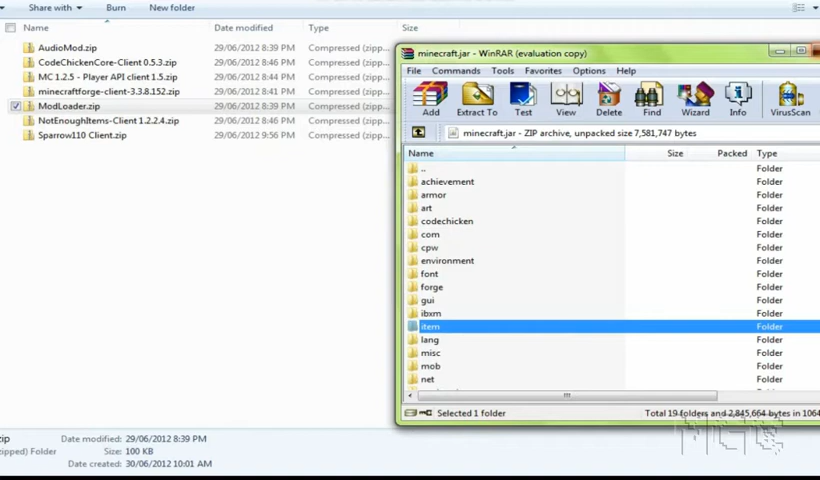 Share with Burn New folder
Name Date modified Type Size
AudioMod.zip 29/06/2012 8:39 PM Compressed (zipp...
CodeChickenCore-Client 0.5.3.zip 29/06/2012 8:46 PM Compressed (zipp...
MC 1.2.5 - Player API client 1.5.zip 29/06/2012 8:44 PM Compressed (zipp...
minecraftforge-client-3.3.8.152.zip 29/06/2012 8:41 PM Compressed (zipp...
ModLoader.zip 29/06/2012 8:39 PM Compressed (zipp...
NotEnoughItems-Client 1.2.2.4.zip 29/06/2012 8:46 PM Compressed (zipp...
Sparrow110 Client.zip 29/06/2012 9:56 PM Compressed (zipp...
minecraft.jar - WinRAR (evaluation copy)
File Commands Tools Favorites Options Help
Add Extract To Test View Delete Find Wizard Info VirusScan
minecraft.jar - ZIP archive, unpacked size 7,581,747 bytes
Name Size Packed Type
.. Folder
achievement Folder
armor Folder
art Folder
codechicken Folder
com Folder
cpw Folder
environment Folder
font Folder
forge Folder
gui Folder
ibxm Folder
item Folder
lang Folder
misc Folder
mob Folder
net Folder
Selected 1 folder Total 19 folders and 2,845,664 bytes in 1064
zip Date modified: 29/06/2012 8:39 PM
zipped) Folder Size: 100 KB
Date created: 30/06/2012 10:01 AM